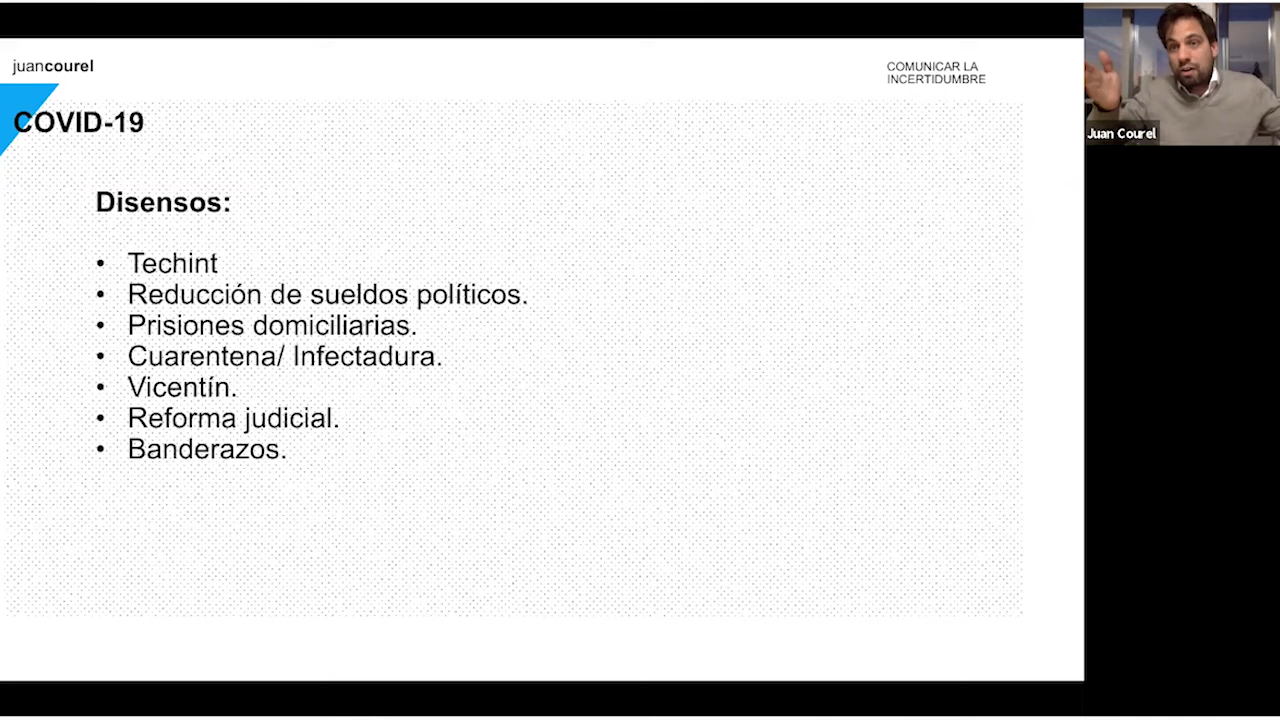 juancourel
COMUNICAR LA
INCERTIDUMBRE
COVID-19
Disensos:
• Techint
• Reducción de sueldos políticos.
• Prisiones domiciliarias.
• Cuarentena/ Infectadura.
• Vicentín.
• Reforma judicial.
• Banderazos.
Juan Courel